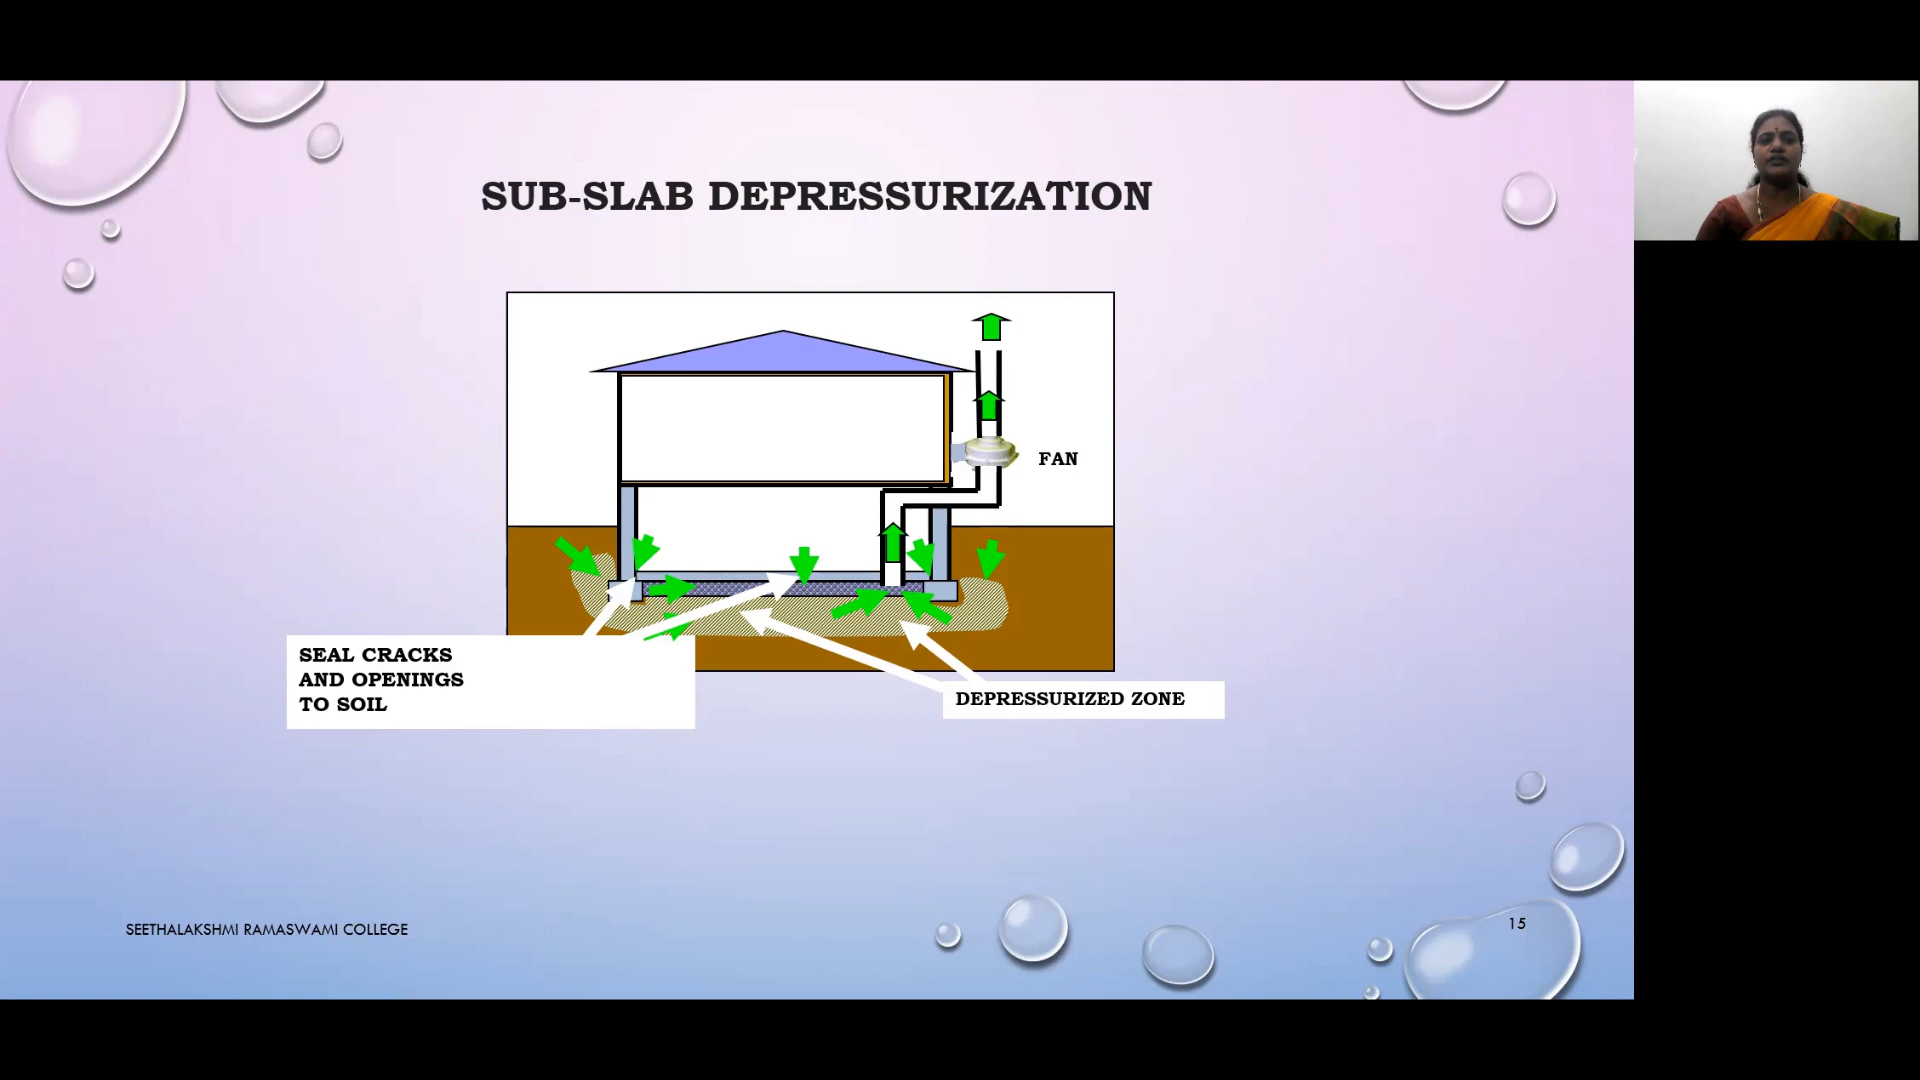 SUB-SLAB DEPRESSURIZATION
FAN
SEAL CRACKS
AND OPENINGS
TO SOIL
DEPRESSURIZED ZONE
SEETHALAKSHMI RAMASWAMI COLLEGE
15